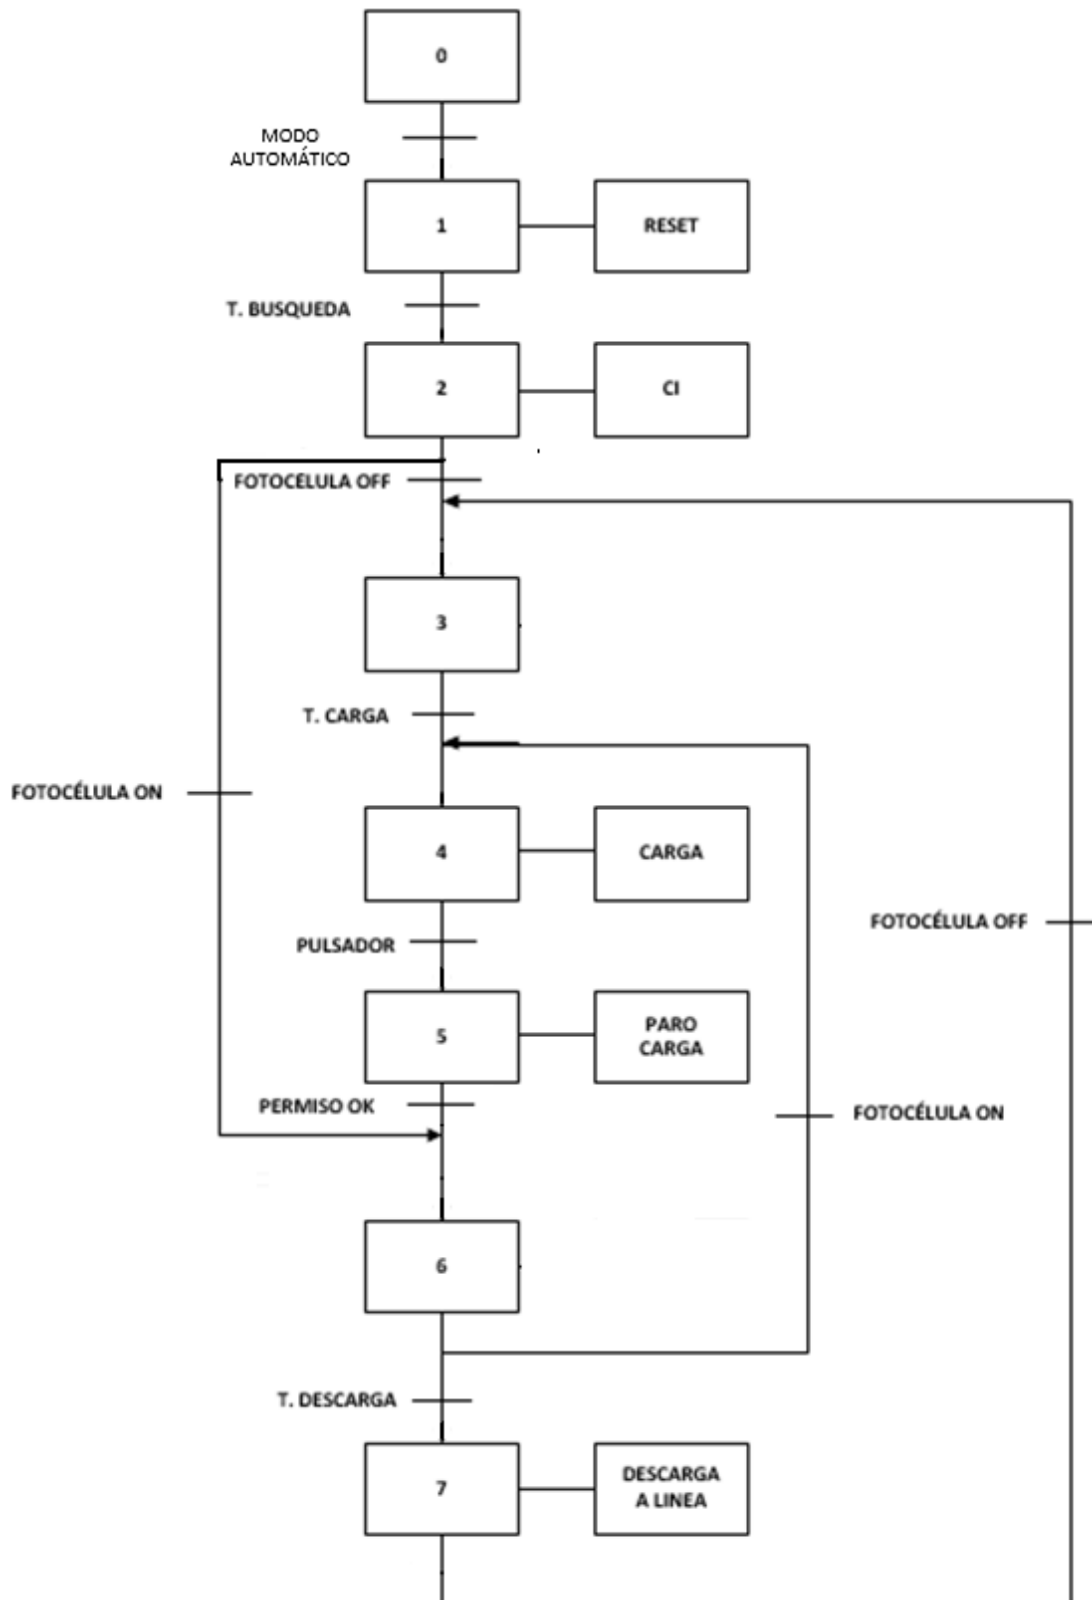 0
MODO
AUTOMÁTICO
1
RESET
T. BUSQUEDA
2
CI
FOTOCÉLULA OFF
3
T. CARGA
FOTOCÉLULA ON
4
CARGA
FOTOCÉLULA OFF
PULSADOR
5
PARO
CARGA
PERMISO OK
FOTOCÉLULA ON
6
T. DESCARGA
7
DESCARGA
A LINEA